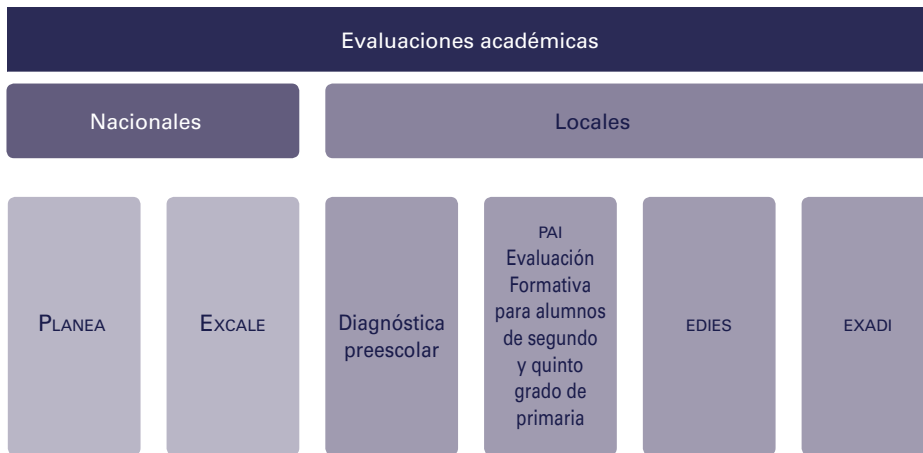 Evaluaciones académicas
Nacionales
Locales
PLANEA
EXCALE
Diagnóstica
preescolar
PAI
Evaluación
Formativa
para alumnos
de segundo
y quinto
grado de
primaria
EDIES
EXADI